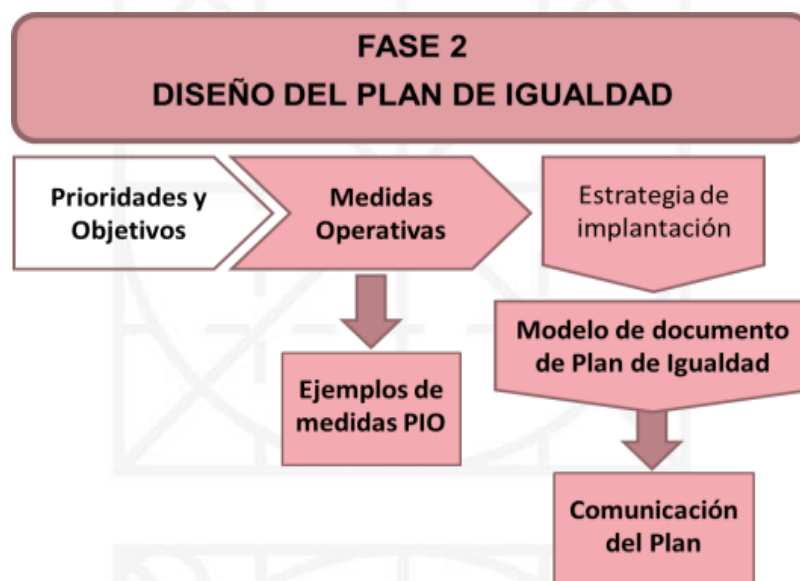 FASE 2
DISEÑO DEL PLAN DE IGUALDAD
Prioridades y
Objetivos
Medidas
Operativas
Estrategia de
implantación
Modelo de documento
de Plan de Igualdad
Ejemplos de
medidas PIO
Comunicación
del Plan